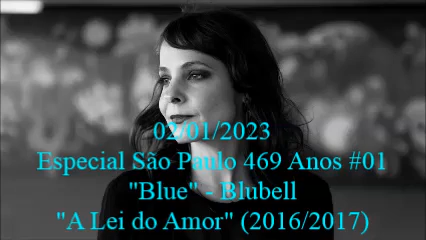 02/01/2023
Especial São Paulo 469 Anos #01
"Blue" - Blubell
"A Lei do Amor" (2016/2017)